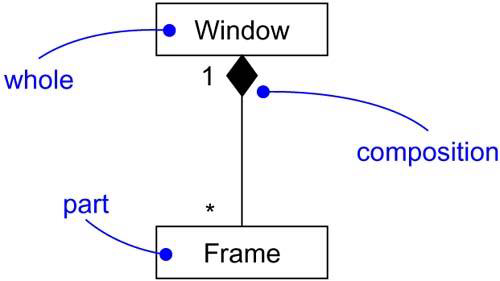 Window
whole
1
composition
part
*
Frame